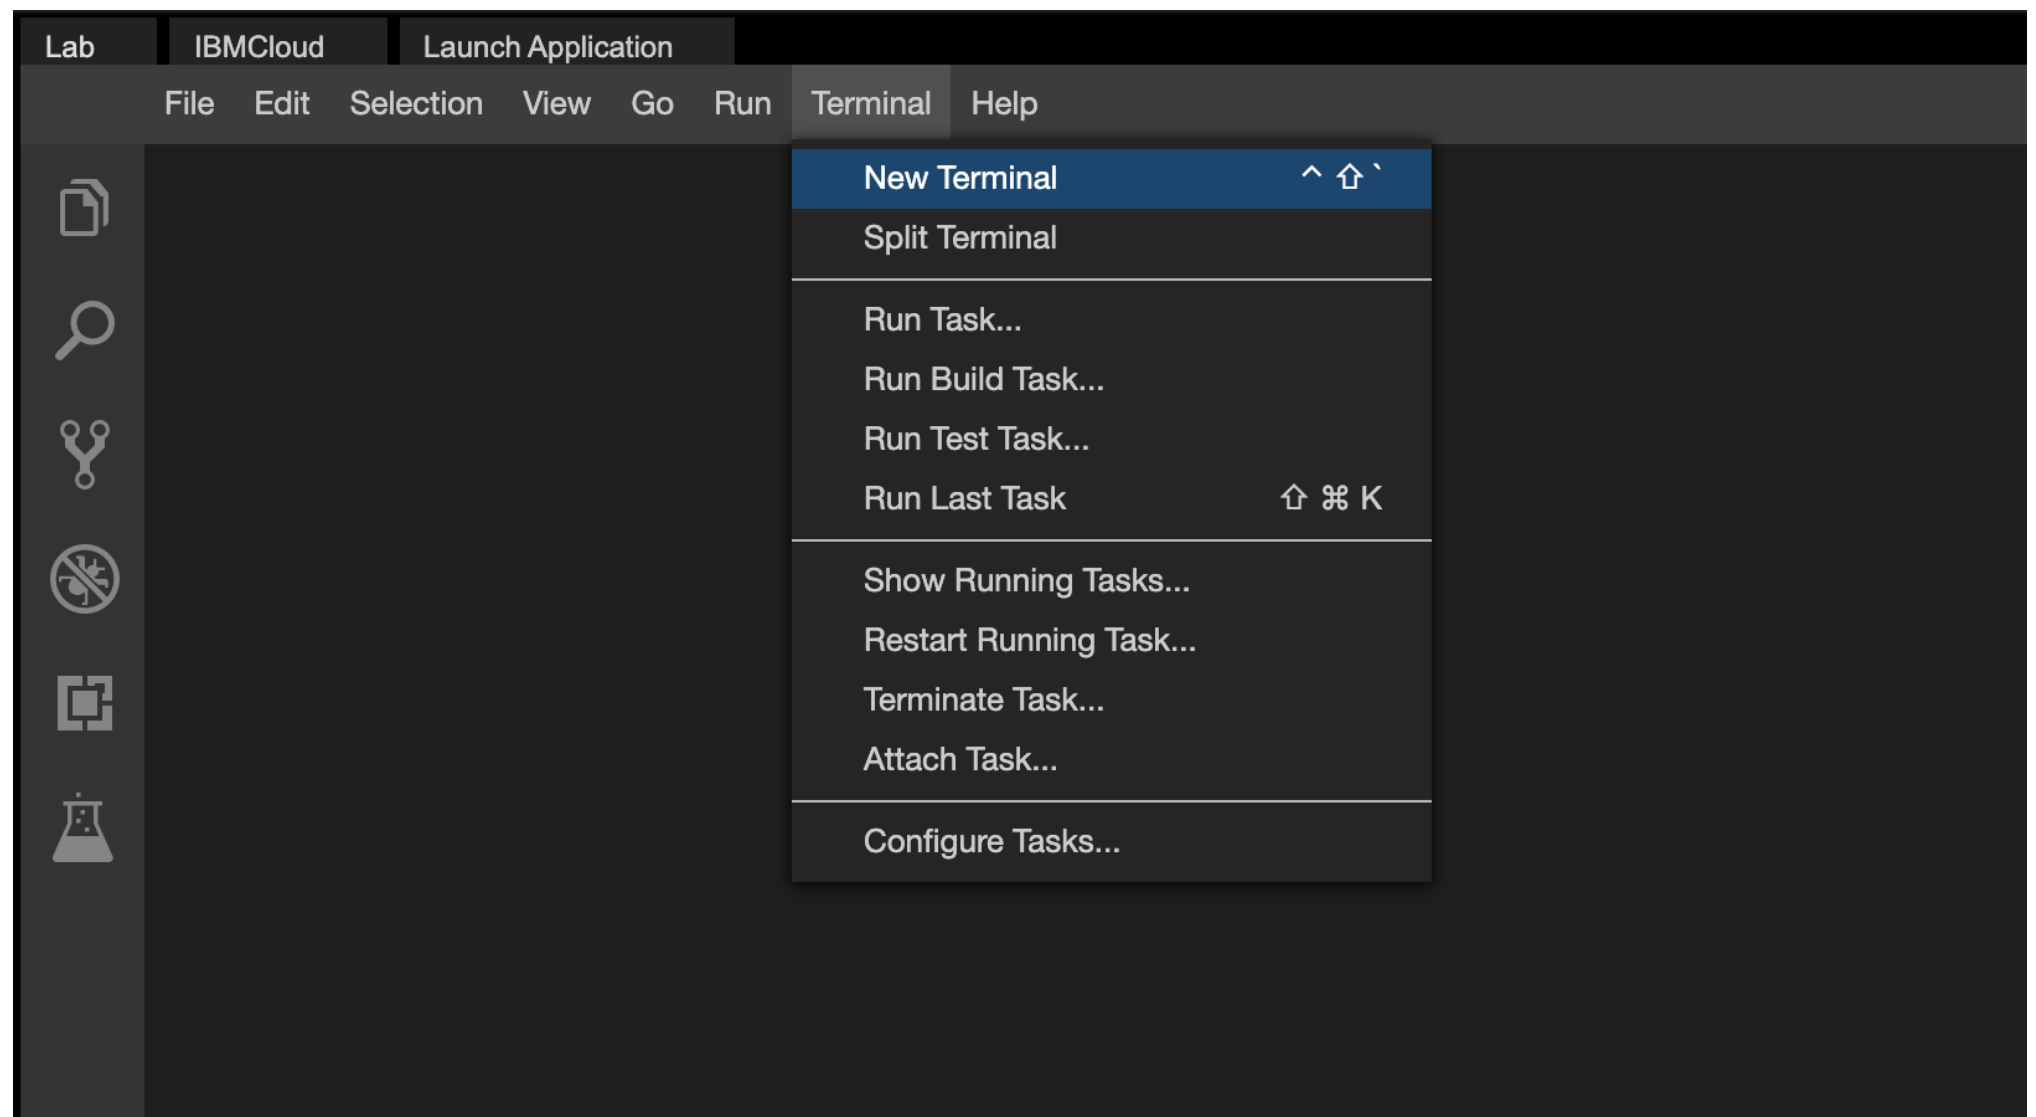 Lab IBMCloud Launch Application
File Edit Selection View Go Run Terminal Help
New Terminal ^ ⇧ `
Split Terminal
Run Task...
Run Build Task...
Run Test Task...
Run Last Task ⇧ ⌘ K
Show Running Tasks...
Restart Running Task...
Terminate Task...
Attach Task...
Configure Tasks...